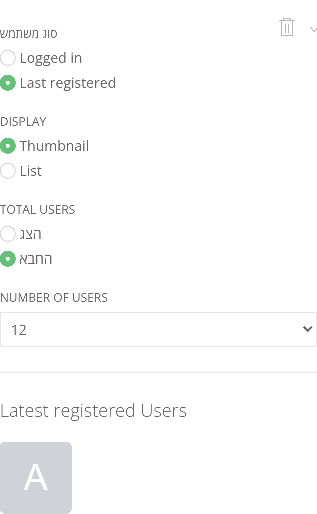 סוג משתמש
Logged in
Last registered
DISPLAY
Thumbnail
List
TOTAL USERS
הצג
החבא
NUMBER OF USERS
12
Latest registered Users
A